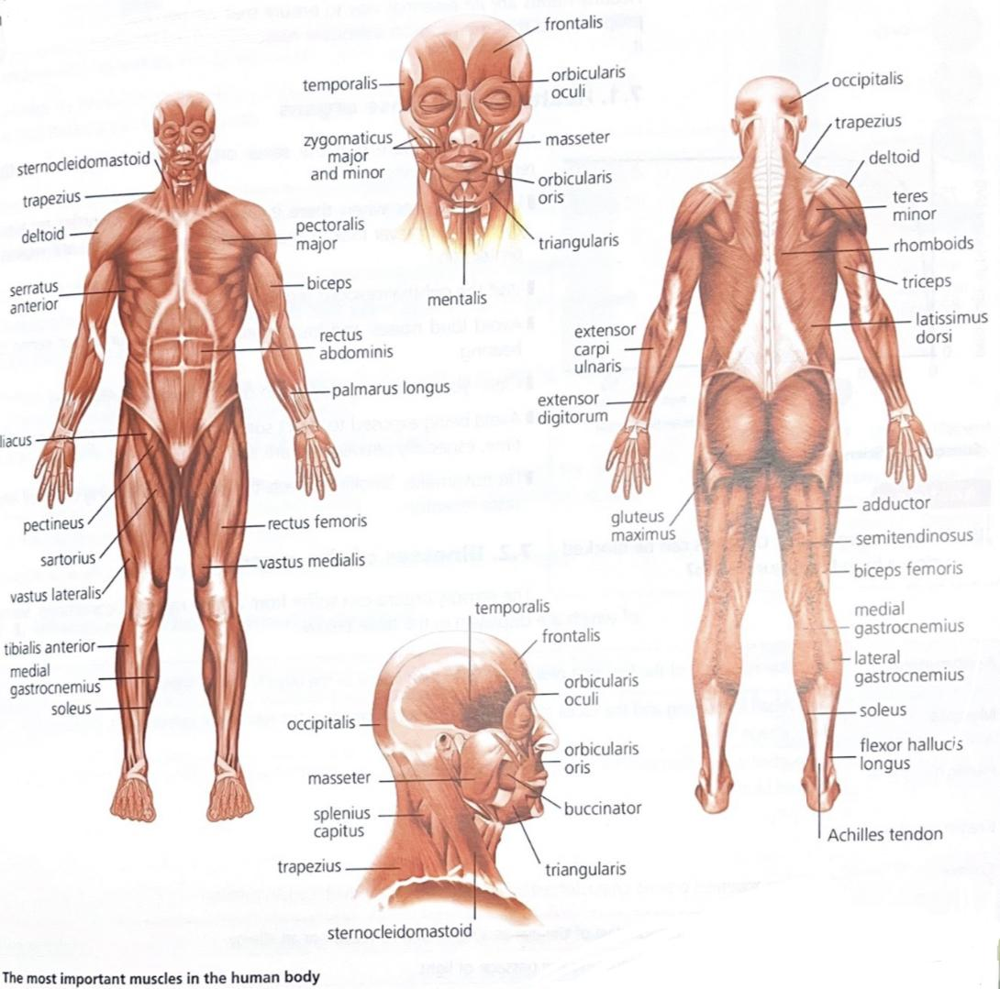 frontalis
temporalis
orbicularis
oculi
zygomaticus
major
and minor
masseter
orbicularis
oris
triangularis
mentalis
sternocleidomastoid
trapezius
deltoid
serratus
anterior
pectoralis
major
biceps
rectus
abdominis
palmarus longus
liacus
pectineus
sartorius
vastus lateralis
rectus femoris
vastus medialis
tibialis anterior
medial
gastrocnemius
soleus
occipitalis
trapezius
deltoid
teres
minor
rhomboids
triceps
latissimus
dorsi
extensor
carpi
ulnaris
extensor
digitorum
gluteus
maximus
adductor
semitendinosus
biceps femoris
medial
gastrocnemius
lateral
gastrocnemius
soleus
flexor hallucis
longus
Achilles tendon
temporalis
frontalis
orbicularis
oculi
occipitalis
orbicularis
oris
masseter
buccinator
splenius
capitus
trapezius
triangularis
sternocleidomastoid
The most important muscles in the human body